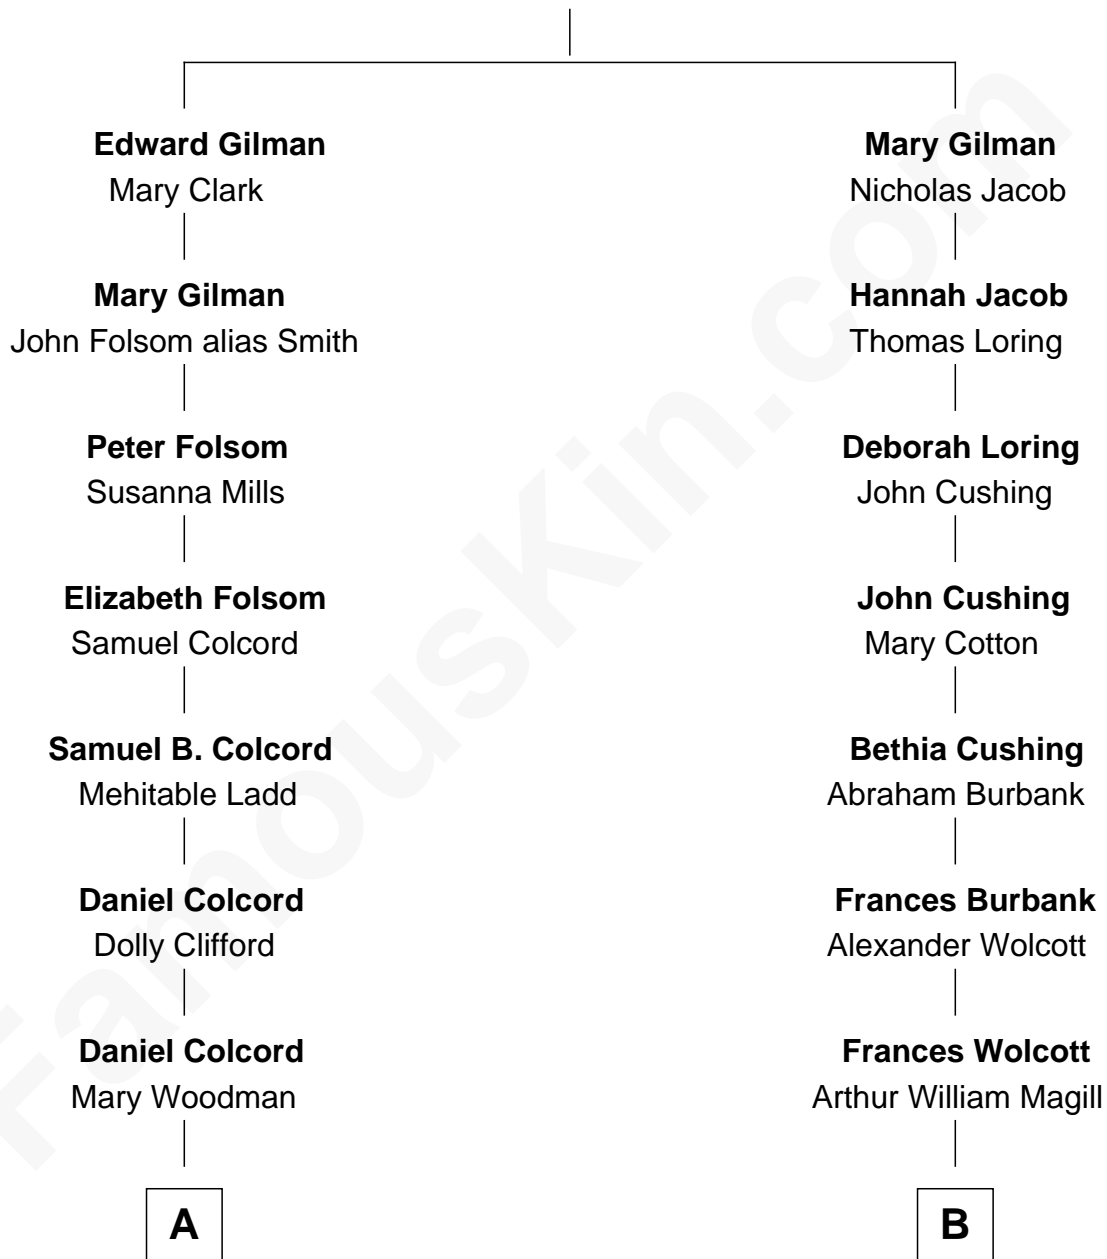 Edward Gilman
Mary Clark
Mary Gilman
John Folsom alias Smith
Peter Folsom
Susanna Mills
Elizabeth Folsom
Samuel Colcord
Samuel B. Colcord
Mehitable Ladd
Daniel Colcord
Dolly Clifford
Daniel Colcord
Mary Woodman
A
Mary Gilman
Nicholas Jacob
Hannah Jacob
Thomas Loring
Deborah Loring
John Cushing
John Cushing
Mary Cotton
Bethia Cushing
Abraham Burbank
Frances Burbank
Alexander Wolcott
Frances Wolcott
Arthur William Magill
B
FamousKin.com